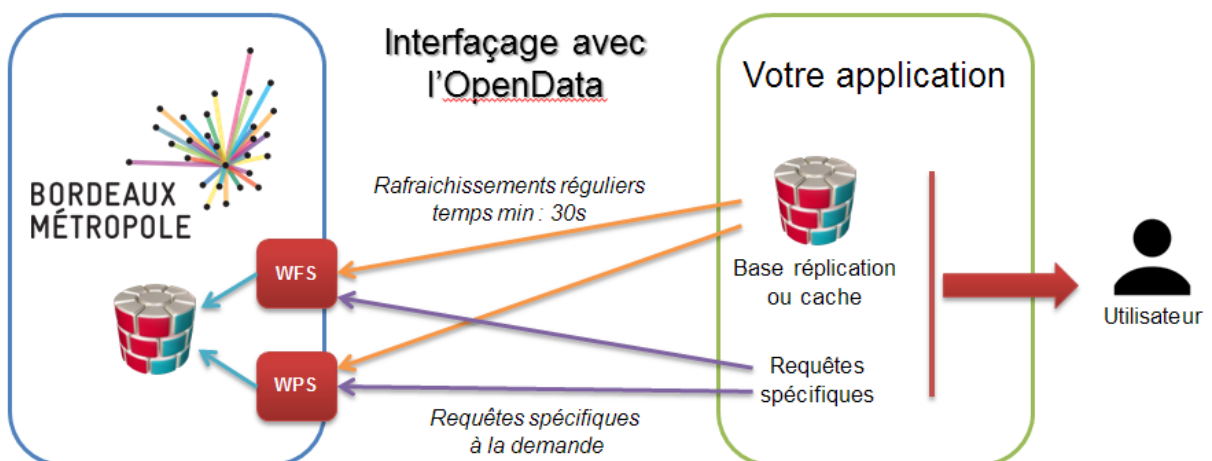 Interfaçage avec
l'OpenData
Votre application
BORDEAUX
MÉTROPOLE
Rafraichissements réguliers
temps min : 30s
WFS
Base réplication
ou cache
Utilisateur
WPS
Requêtes
spécifiques
Requêtes spécifiques
à la demande